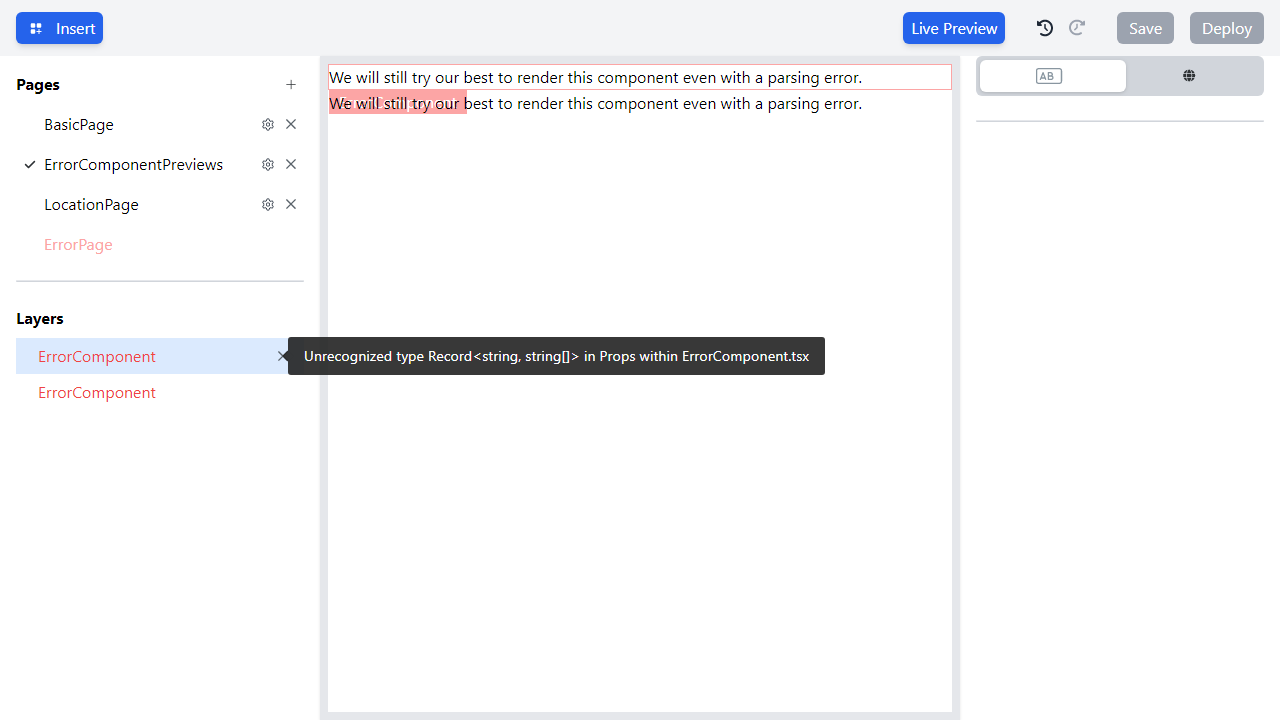 Insert
Live Preview
Save
Deploy
Pages
BasicPage
ErrorComponentPreviews
LocationPage
ErrorPage
Layers
ErrorComponent
ErrorComponent
Unrecognized type Record<string, string[]> in Props within ErrorComponent.tsx
We will still try our best to render this component even with a parsing error.
We will still try our best to render this component even with a parsing error.
AB